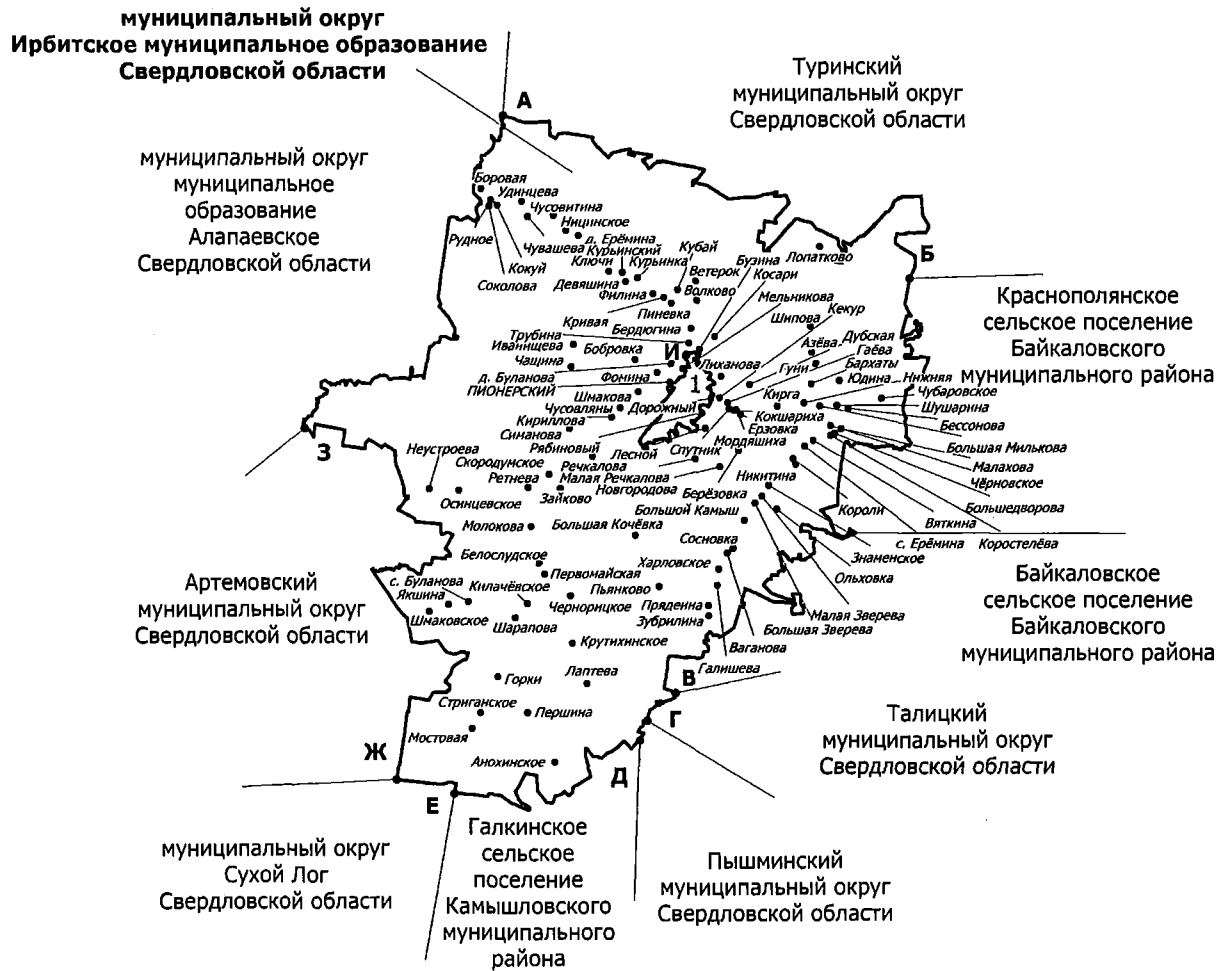 муниципальный округ
Ирбитское муниципальное образование
Свердловской области
А
Туринский
муниципальный округ
Свердловской области
муниципальный округ
муниципальное
образование
Алапаевское
Свердловской области
Боровая
Удинцева
Чусовитина
Ницинское
Рудное
Чувашева
д. Ерёмина
Курьинский
Кубай
Бузина
Лопатково
Кокуй
Ключи
Курьинка
Косари
Б
Соколова
Девяшина
Ветерок
Филина
Волково
Мельникова
Краснополянское
сельское поселение
Байкаловского
муниципального района
Пиневка
Кекур
Кривая
Шипова
Бердюгина
Трубина
Дубская
Иванищева
Бобровка
И
Азёва
Гаёва
Чащина
Лиханова
Гуни
Бархаты
д. Буланова
Фомина
Юдина
Нижняя
ПИОНЕРСКИЙ
1
Чубаровское
Шмакова
Кирга
Чусовляны
Дорожный
Кокшариха
Шушарина
Кириллова
Ерзовка
Бессонова
Синанова
Мордяшиха
З
Неустроева
Рябиновый
Лесной
Спутник
Большая Милькова
Скородумское
Речкалова
Малахова
Ретнева
Малая Речкалова
Никитина
Чёрновское
Осинцевское
Зайково
Новгородова
Берёзовка
Большедворова
Большой Камыш
Короли
Молокова
Большая Кочёвка
Вяткина
Сосновка
с. Ерёмина
Коростелёва
Белослудское
Знаменское
Харловское
Ольховка
Байкаловское
сельское поселение
Байкаловского
муниципального района
Артемовский
муниципальный округ
Свердловской области
с. Буланова
Первомайская
Якшина
Килачёвское
Пьянково
Чернорицкое
Прядеина
Малая Зверева
Шмаковское
Шарапова
Зубрилина
Большая Зверева
Крутихинское
Ваганова
Галишева
Горки
Лаптева
В
Стриганское
Першина
Г
Талицкий
муниципальный округ
Свердловской области
Мостовая
Анохинское
Ж
Д
Е
муниципальный округ
Сухой Лог
Свердловской области
Галкинское
сельское
поселение
Камышловского
муниципального
района
Пышминский
муниципальный округ
Свердловской области